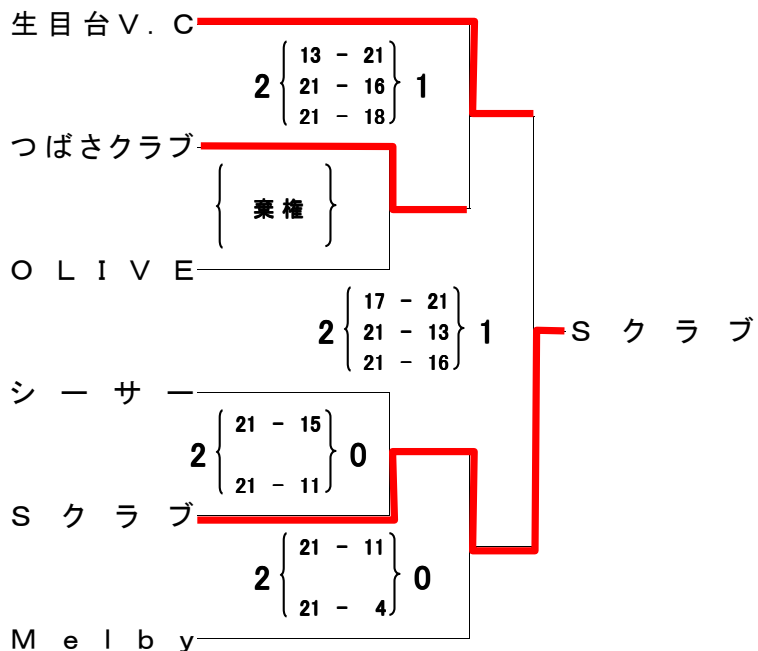 生目台V.C
13 - 21
2 21 - 16 1
21 - 18
つばさクラブ
棄権
OLIVE
17 - 21
2 21 - 13 1
21 - 16
Sクラブ
シーサー
21 - 15
2 0
21 - 11
Sクラブ
21 - 11
2 0
21 - 4
Melby